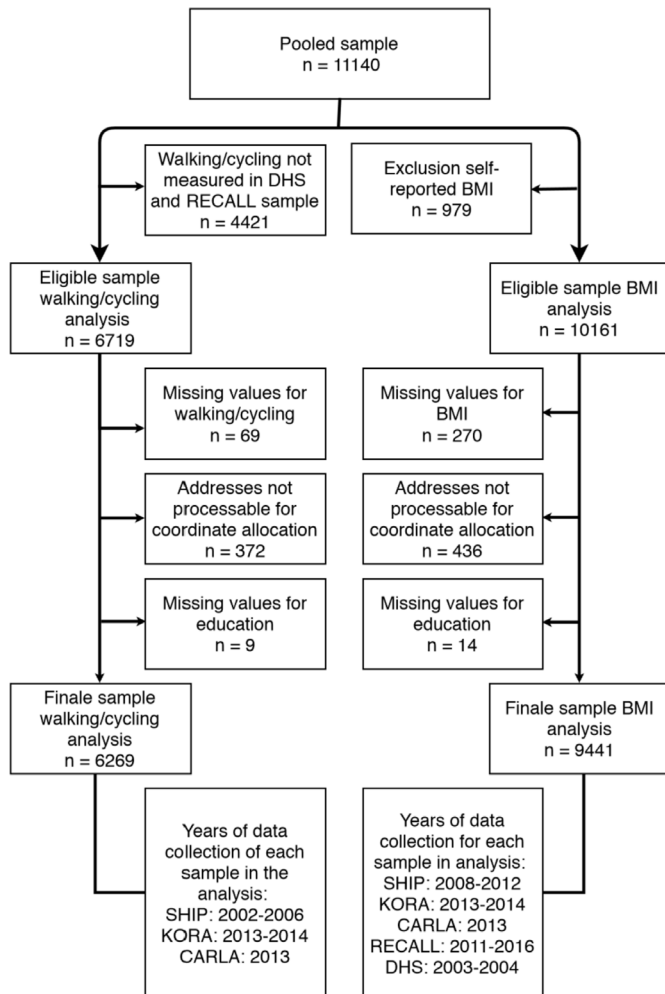 Pooled sample
n = 11140
Walking/cycling not
measured in DHS
and RECALL sample
n = 4421
Exclusion self-
reported BMI
n = 979
Eligible sample
walking/cycling
analysis
n = 6719
Eligible sample BMI
analysis
n = 10161
Missing values for
walking/cycling
n = 69
Missing values for
BMI
n = 270
Addresses not
processable for
coordinate allocation
n = 372
Addresses not
processable for
coordinate allocation
n = 436
Missing values for
education
n = 9
Missing values for
education
n = 14
Finale sample
walking/cycling
analysis
n = 6269
Finale sample BMI
analysis
n = 9441
Years of data
collection of each
sample in the
analysis:
SHIP: 2002-2006
KORA: 2013-2014
CARLA: 2013
Years of data
collection for each
sample in analysis:
SHIP: 2008-2012
KORA: 2013-2014
CARLA: 2013
RECALL: 2011-2016
DHS: 2003-2004